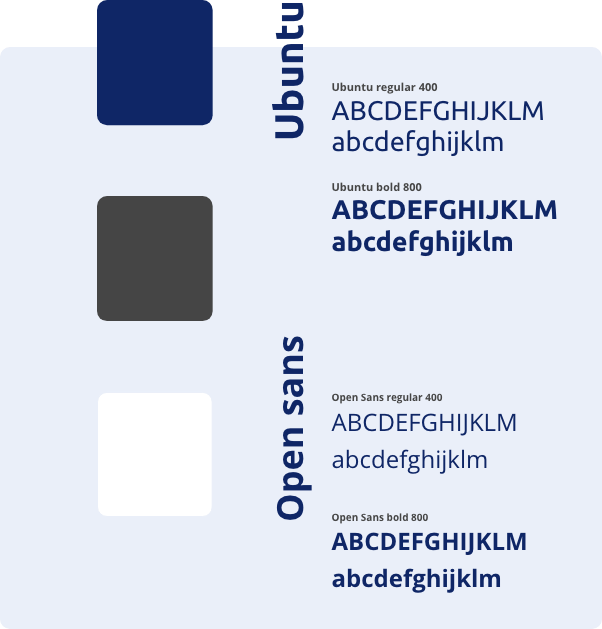 Ubuntu
Ubuntu regular 400
ABCDEFGHIJKLM
abcdefghijklm
Ubuntu bold 800
ABCDEFGHIJKLM
abcdefghijklm
Open sans
Open Sans regular 400
ABCDEFGHIJKLM
abcdefghijklm
Open Sans bold 800
ABCDEFGHIJKLM
abcdefghijklm